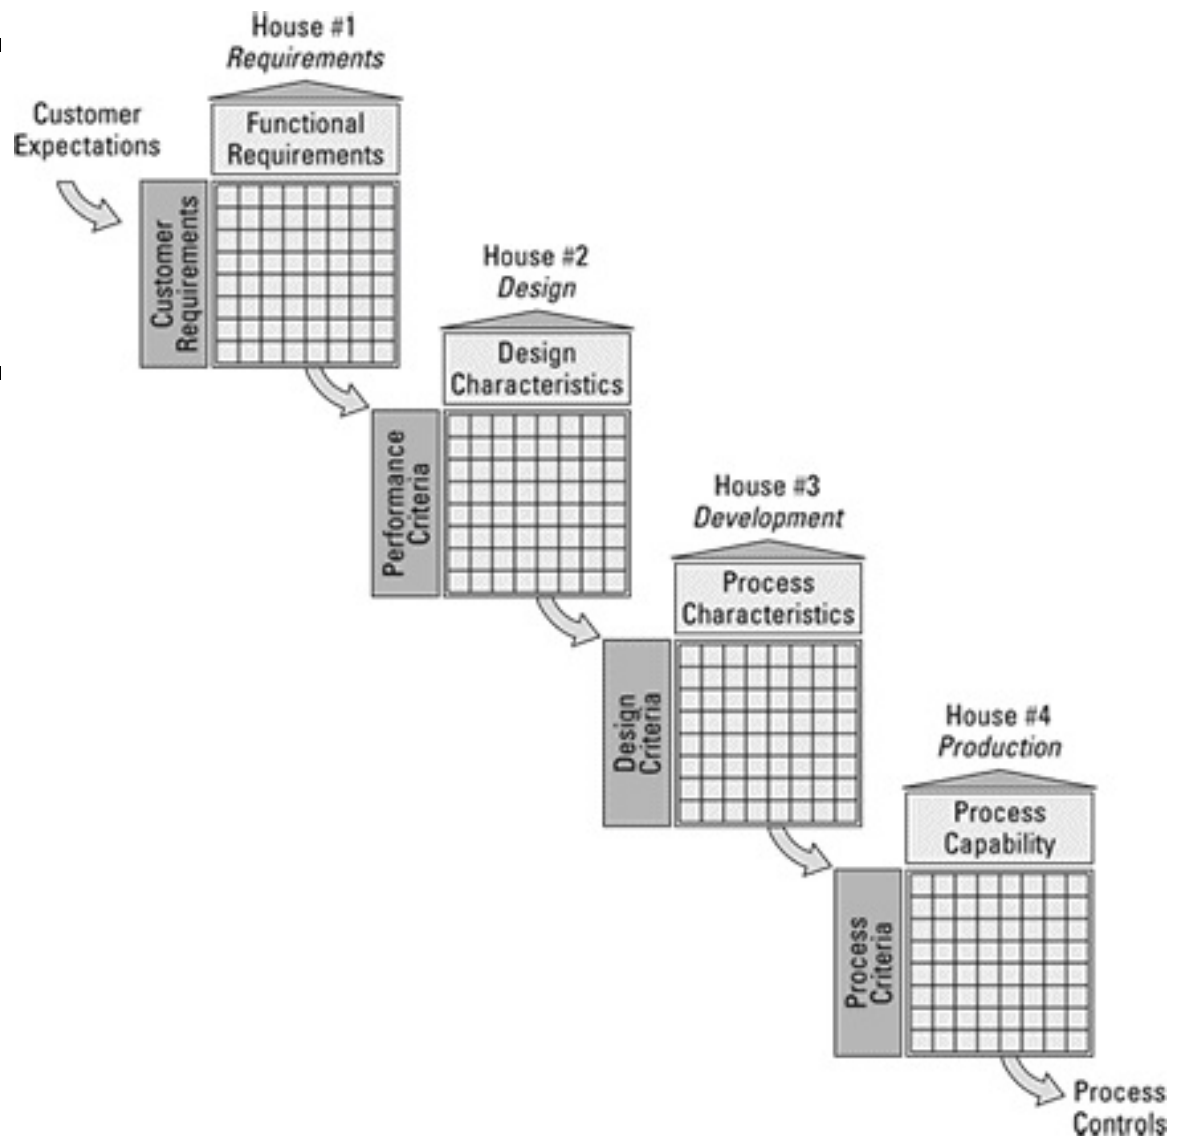 House #1
Requirements
Customer
Expectations
Functional
Requirements
Customer
Requirements
House #2
Design
Design
Characteristics
Performance
Criteria
House #3
Development
Process
Characteristics
Design
Criteria
House #4
Production
Process
Capability
Process
Criteria
Process
Controls